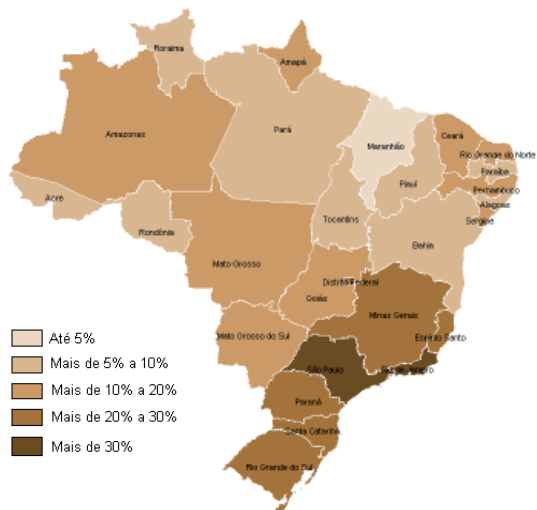 Roraima
Amapá
Amazonas
Pará
Maranhão
Ceará
Rio Grande do Norte
Paraíba
Piauí
Pernambuco
Acre
Alagoas
Sergipe
Tocantins
Rondônia
Bahia
Mato Grosso
Distrito Federal
Goiás
Minas Gerais
Mato Grosso do Sul
Espírito Santo
São Paulo
Rio de Janeiro
Paraná
Santa Catarina
Rio Grande do Sul
Até 5%
Mais de 5% a 10%
Mais de 10% a 20%
Mais de 20% a 30%
Mais de 30%